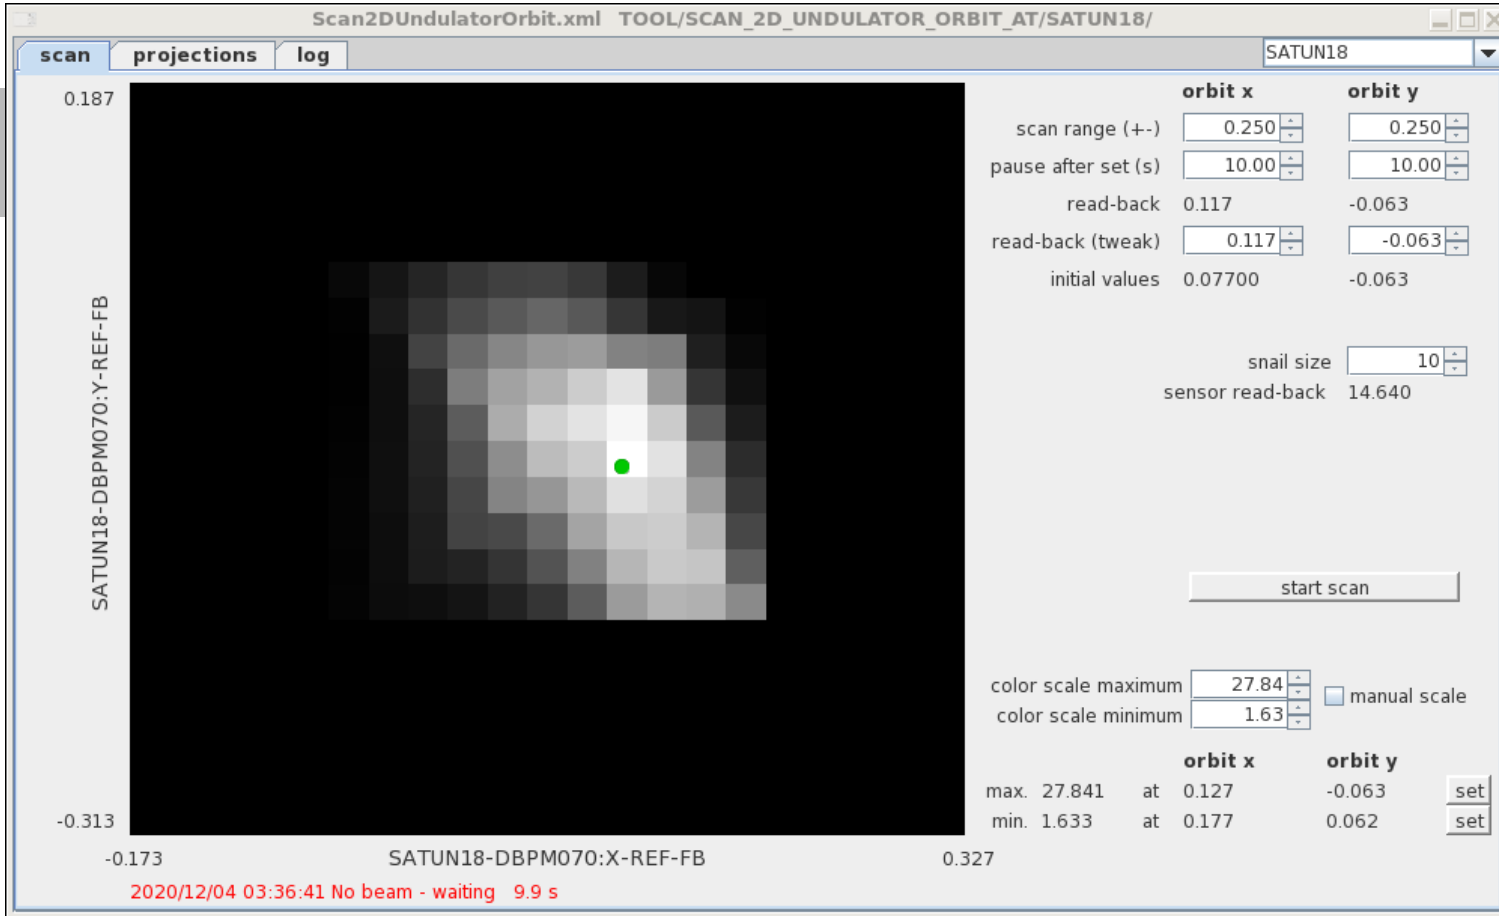 Scan2DUndulatorOrbit.xml TOOL/SCAN_2D_UNDULATOR_ORBIT_AT/SATUN18/
scan projections log SATUN18
0.187
SATUN18-DBPM070:Y-REF-FB
-0.313
-0.173 SATUN18-DBPM070:X-REF-FB 0.327
2020/12/04 03:36:41 No beam - waiting 9.9 s
orbit x orbit y
scan range (+-) 0.250 0.250
pause after set (s) 10.00 10.00
read-back 0.117 -0.063
read-back (tweak) 0.117 -0.063
initial values 0.07700 -0.063
snail size 10
sensor read-back 14.640
start scan
color scale maximum 27.84
manual scale
color scale minimum 1.63
orbit x orbit y
max. 27.841 at 0.127 -0.063 set
min. 1.633 at 0.177 0.062 set